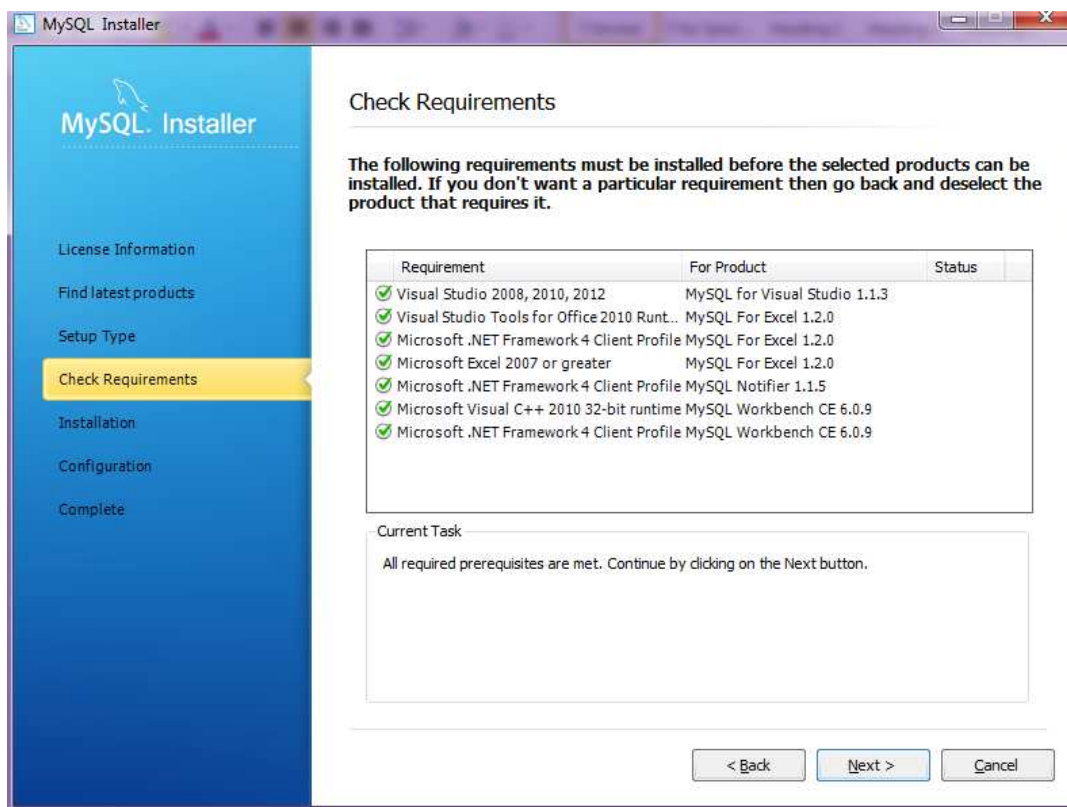 MySQL Installer
MySQL. Installer
License Information
Find latest products
Setup Type
Check Requirements
Installation
Configuration
Complete
Check Requirements
The following requirements must be installed before the selected products can be
installed. If you don't want a particular requirement then go back and deselect the
product that requires it.
Requirement For Product Status
Visual Studio 2008, 2010, 2012 MySQL for Visual Studio 1.1.3
Visual Studio Tools for Office 2010 Runt... MySQL For Excel 1.2.0
Microsoft .NET Framework 4 Client Profile MySQL For Excel 1.2.0
Microsoft Excel 2007 or greater MySQL For Excel 1.2.0
Microsoft .NET Framework 4 Client Profile MySQL Notifier 1.1.5
Microsoft Visual C++ 2010 32-bit runtime MySQL Workbench CE 6.0.9
Microsoft .NET Framework 4 Client Profile MySQL Workbench CE 6.0.9
Current Task
All required prerequisites are met. Continue by clicking on the Next button.
< Back Next > Cancel